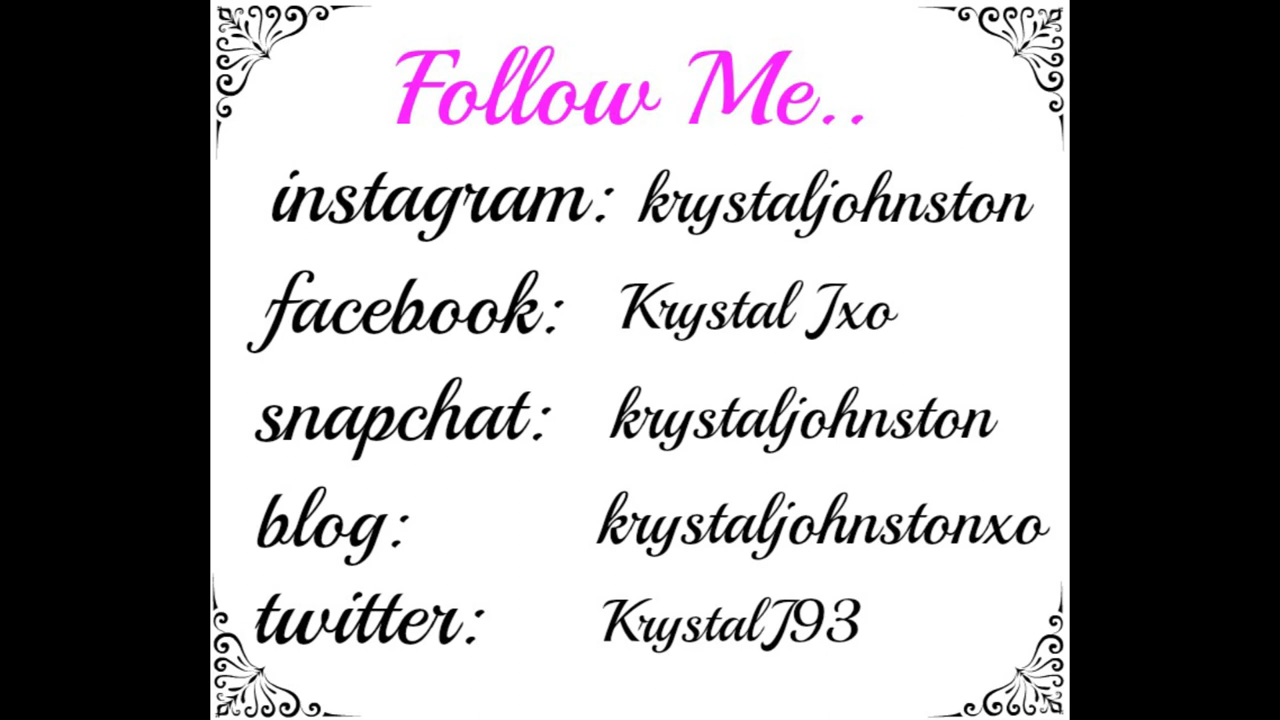 Follow Me..
instagram: krystaljohnston
facebook: Krystal Jxo
snapchat: krystaljohnston
blog: krystaljohnstonxo
twitter: KrystalJ93